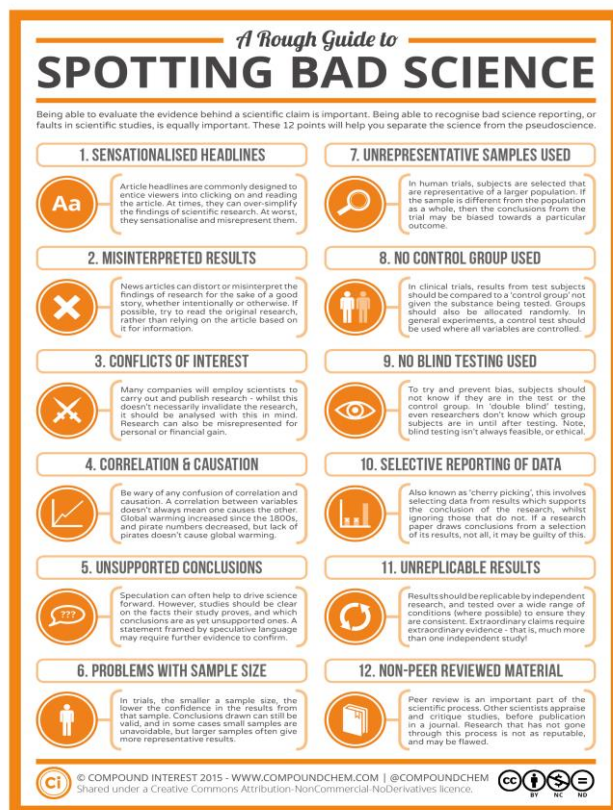 A Rough Guide to
SPOTTING BAD SCIENCE
Being able to evaluate the evidence behind a scientific claim is important. Being able to recognise bad science reporting, or
faults in scientific studies, is equally important. These 12 points will help you separate the science from the pseudoscience.
1. SENSATIONALISED HEADLINES
Aa
Article headlines are commonly designed to
entice viewers into clicking on and reading
the article. At times, they can over-simplify
the findings of scientific research. At worst,
they sensationalise and misrepresent them.
2. MISINTERPRETED RESULTS
News articles can distort or misinterpret the
findings of research for the sake of a good
story, whether intentionally or otherwise. If
possible, try to read the original research,
rather than relying on the article based on
it for information.
3. CONFLICTS OF INTEREST
Many companies will employ scientists to
carry out and publish research - whilst this
doesn't necessarily invalidate the research,
it should be analysed with this in mind.
Research can also be misrepresented for
personal or financial gain.
4. CORRELATION & CAUSATION
Be wary of any confusion of correlation and
causation. A correlation between variables
doesn't always mean one causes the other.
Global warming increased since the 1800s,
and pirate numbers decreased, but lack of
pirates doesn't cause global warming.
5. UNSUPPORTED CONCLUSIONS
???
Speculation can often help to drive science
forward. However, studies should be clear
on the facts their study proves, and which
conclusions are as yet unsupported ones. A
statement framed by speculative language
may require further evidence to confirm.
6. PROBLEMS WITH SAMPLE SIZE
In trials, the smaller a sample size, the
lower the confidence in the results from
that sample. Conclusions drawn can still be
valid, and in some cases small samples are
unavoidable, but larger samples often give
more representative results.
7. UNREPRESENTATIVE SAMPLES USED
In human trials, subjects are selected that
are representative of a larger population. If
the sample is different from the population
as a whole, then the conclusions from the
trial may be biased towards a particular
outcome.
8. NO CONTROL GROUP USED
In clinical trials, results from test subjects
should be compared to a 'control group' not
given the substance being tested. Groups
should also be allocated randomly. In
general experiments, a control test should
be used where all variables are controlled.
9. NO BLIND TESTING USED
To try and prevent bias, subjects should
not know if they are in the test or the
control group. In 'double blind' testing,
even researchers don't know which group
subjects are in until after testing. Note,
blind testing isn't always feasible, or ethical.
10. SELECTIVE REPORTING OF DATA
Also known as 'cherry picking', this involves
selecting data from results which supports
the conclusion of the research, whilst
ignoring those that do not. If a research
paper draws conclusions from a selection
of its results, not all, it may be guilty of this.
11. UNREPLICABLE RESULTS
Results should be replicable by independent
research, and tested over a wide range of
conditions (where possible) to ensure they
are consistent. Extraordinary claims require
extraordinary evidence - that is, much more
than one independent study!
12. NON-PEER REVIEWED MATERIAL
Peer review is an important part of the
scientific process. Other scientists appraise
and critique studies, before publication
in a journal. Research that has not gone
through this process is not as reputable,
and may be flawed.
Ci
© COMPOUND INTEREST 2015 - WWW.COMPOUNDCHEM.COM | @COMPOUNDCHEM
Shared under a Creative Commons Attribution-NonCommercial-NoDerivatives licence.
cc
BY NC ND